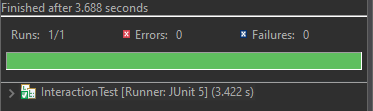 Finished after 3.688 seconds
Runs: 1/1 Errors: 0 Failures: 0
InteractionTest [Runner: JUnit 5] (3.422 s)